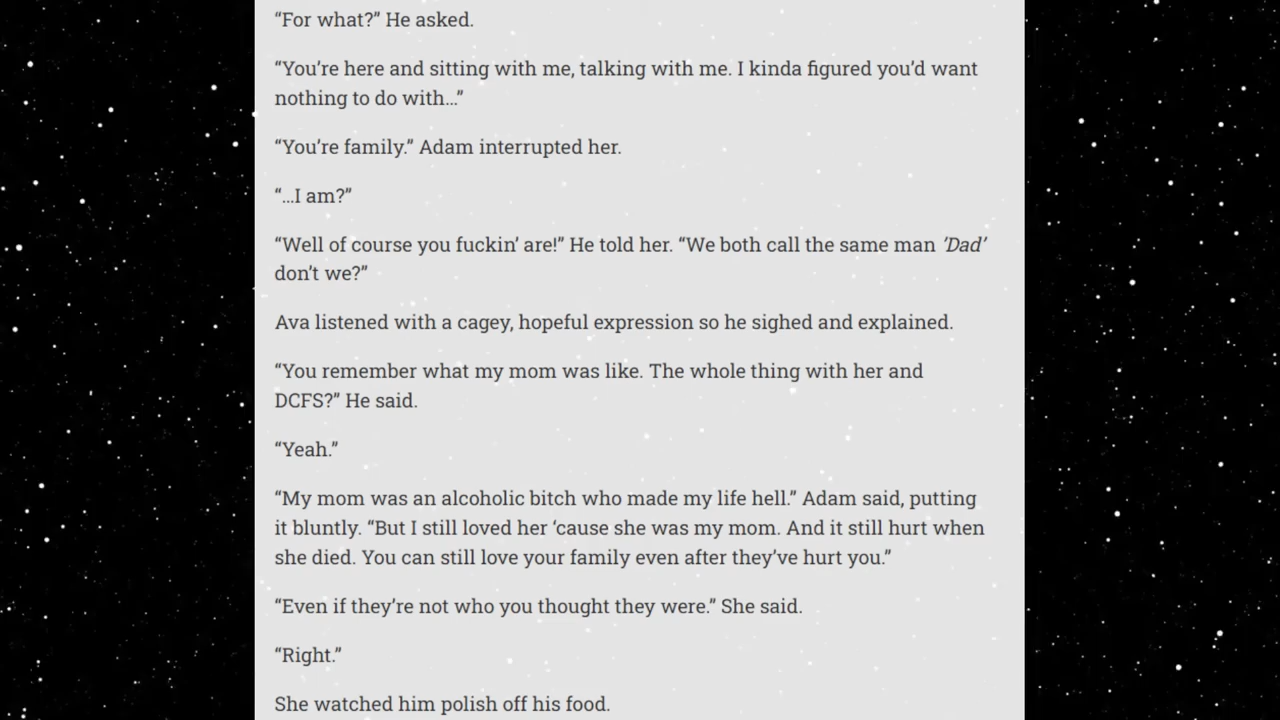 “For what?” He asked.
“You’re here and sitting with me, talking with me. I kinda figured you’d want
nothing to do with…”
“You’re family.” Adam interrupted her.
“…I am?”
“Well of course you fuckin’ are!” He told her. “We both call the same man ‘Dad’
don’t we?”
Ava listened with a cagey, hopeful expression so he sighed and explained.
“You remember what my mom was like. The whole thing with her and
DCFS?” He said.
“Yeah.”
“My mom was an alcoholic bitch who made my life hell.” Adam said, putting
it bluntly. “But I still loved her ‘cause she was my mom. And it still hurt when
she died. You can still love your family even after they’ve hurt you.”
“Even if they’re not who you thought they were.” She said.
“Right.”
She watched him polish off his food.